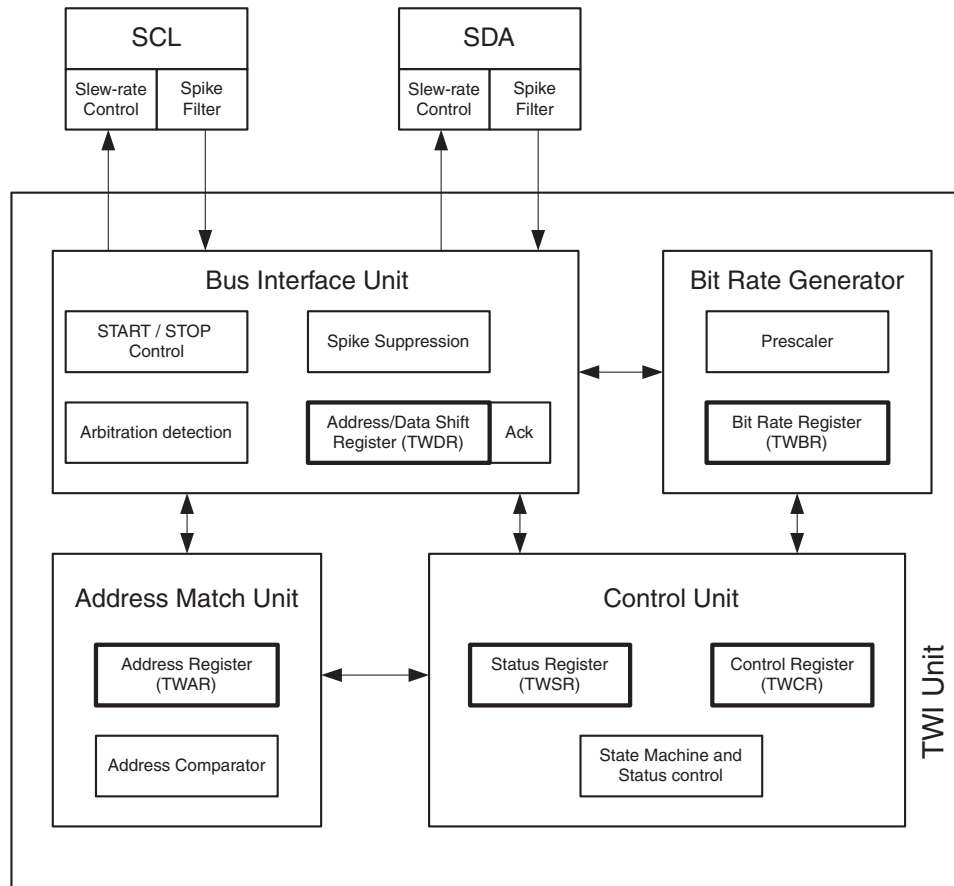 SCL
SDA
Slew-rate
Control
Spike
Filter
Slew-rate
Control
Spike
Filter
Bus Interface Unit
START / STOP
Control
Spike Suppression
Arbitration detection
Address/Data Shift
Register (TWDR)
Ack
Bit Rate Generator
Prescaler
Bit Rate Register
(TWBR)
Address Match Unit
Address Register
(TWAR)
Address Comparator
Control Unit
Status Register
(TWSR)
Control Register
(TWCR)
State Machine and
Status control
TWI Unit